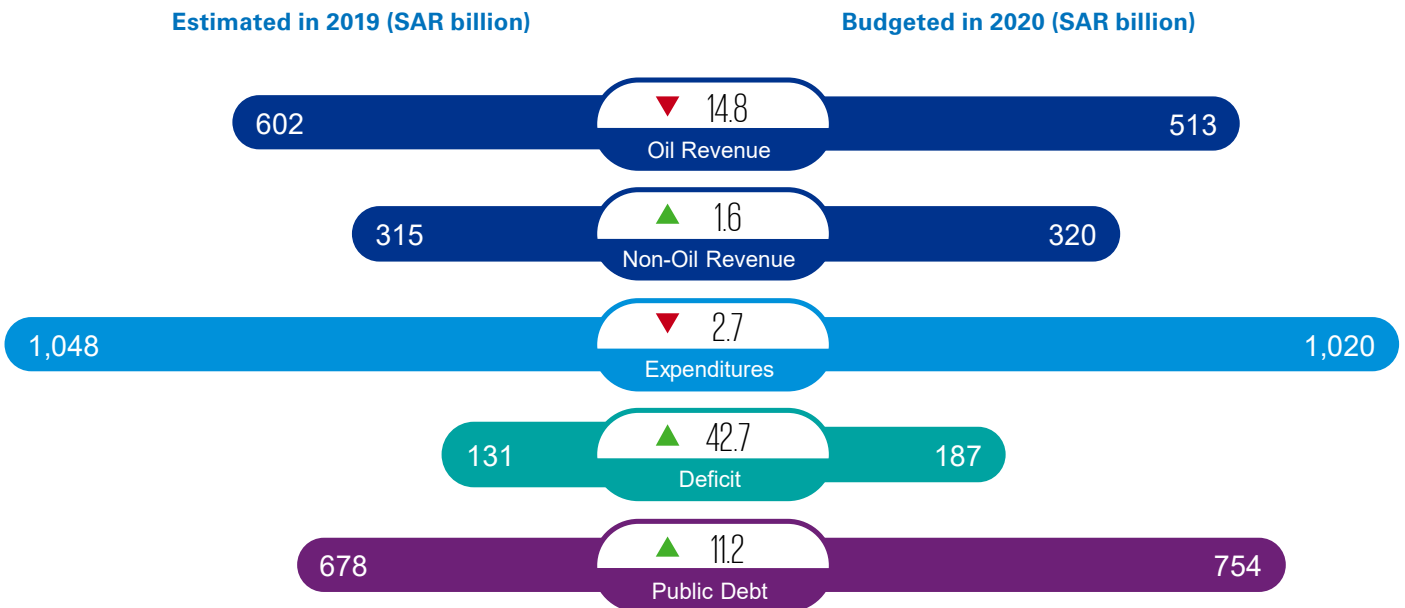 Estimated in 2019 (SAR billion) Budgeted in 2020 (SAR billion)
602 14.8 513
Oil Revenue
315 1.6 320
Non-Oil Revenue
1,048 2.7 1,020
Expenditures
131 42.7 187
Deficit
678 11.2 754
Public Debt